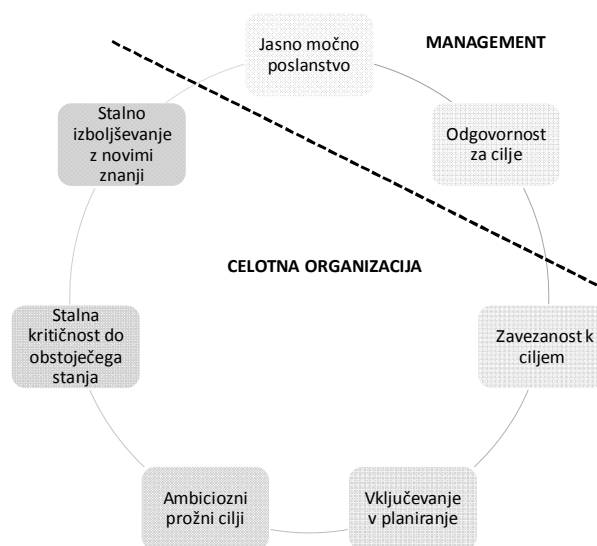 Jasno močno
poslanstvo
MANAGEMENT
Odgovornost
za cilje
Zavezanost k
ciljem
Vključevanje
v planiranje
Ambiciozni
prožni cilji
Stalna
kritičnost do
obstoječega
stanja
Stalno
izboljševanje
z novimi
znanji
CELOTNA ORGANIZACIJA